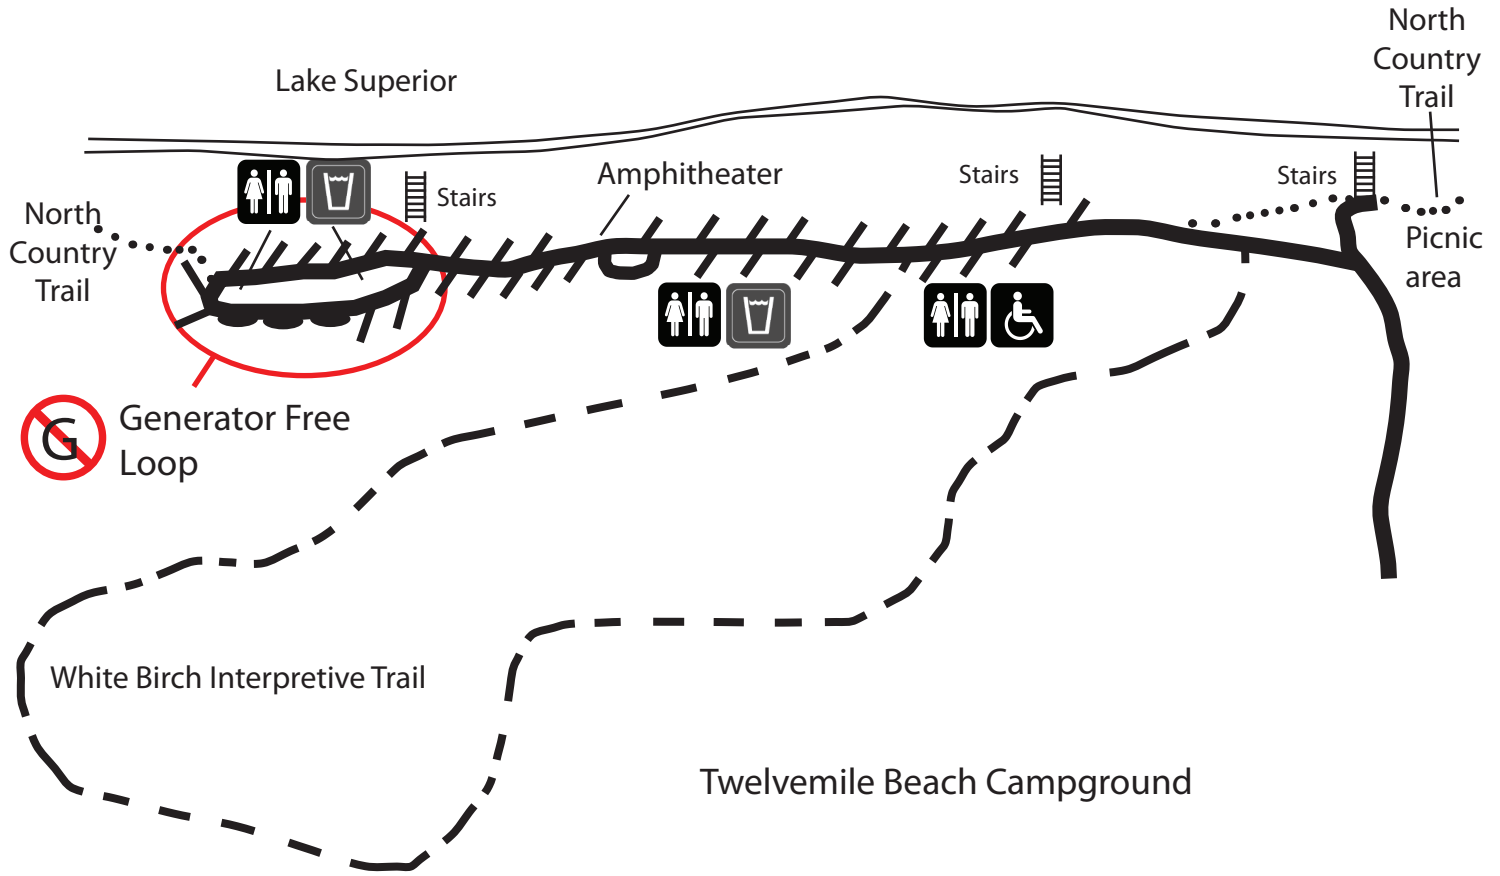 North
Country
Trail
Lake Superior
Amphitheater
Stairs
Stairs
Stairs
North
Country
Trail
Picnic
area
G
Generator Free
Loop
White Birch Interpretive Trail
Twelvemile Beach Campground